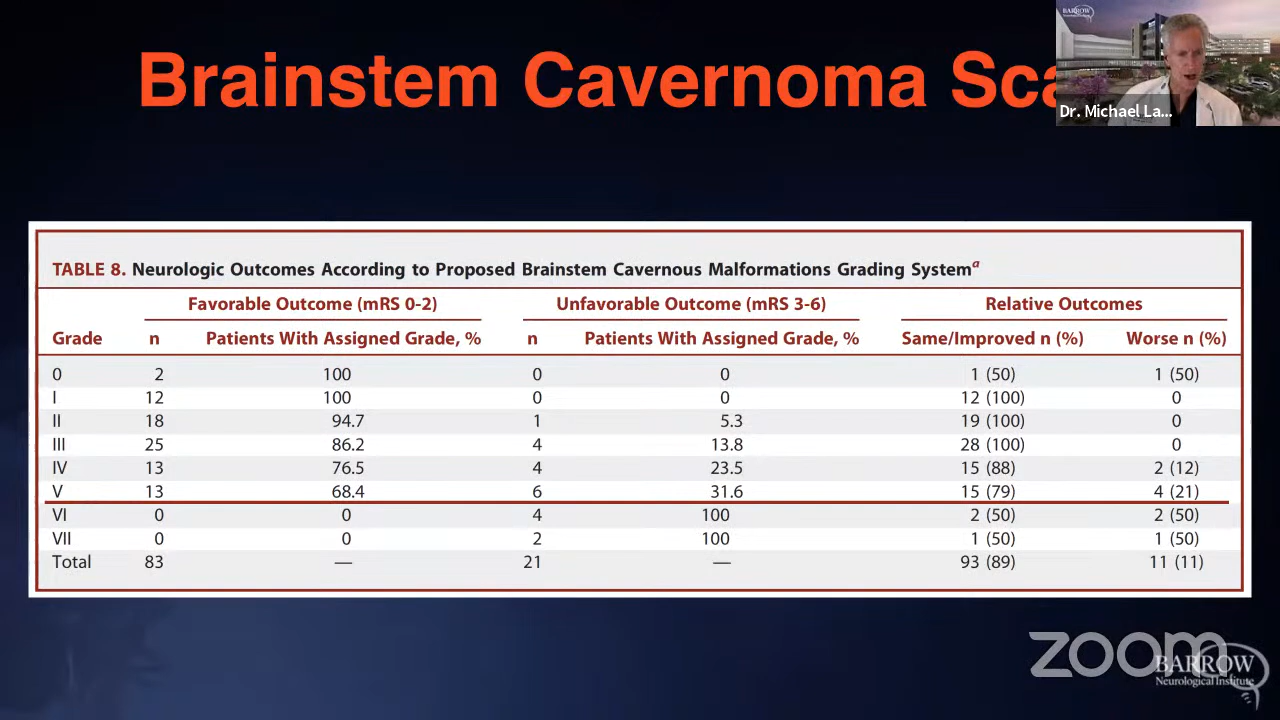 Brainstem Cavernoma Sca
BARROW
Neurological Institute
Dr. Michael La...
TABLE 8. Neurologic Outcomes According to Proposed Brainstem Cavernous Malformations Grading System a
Favorable Outcome (mRS 0-2) Unfavorable Outcome (mRS 3-6) Relative Outcomes
Grade n Patients With Assigned Grade, % n Patients With Assigned Grade, % Same/Improved n (%) Worse n (%)
0 2 100 0 0 1 (50) 1 (50)
I 12 100 0 0 12 (100) 0
II 18 94.7 1 5.3 19 (100) 0
III 25 86.2 4 13.8 28 (100) 0
IV 13 76.5 4 23.5 15 (88) 2 (12)
V 13 68.4 6 31.6 15 (79) 4 (21)
VI 0 0 4 100 2 (50) 2 (50)
VII 0 0 2 100 1 (50) 1 (50)
Total 83 — 21 — 93 (89) 11 (11)
zoom
BARROW
Neurological Institute